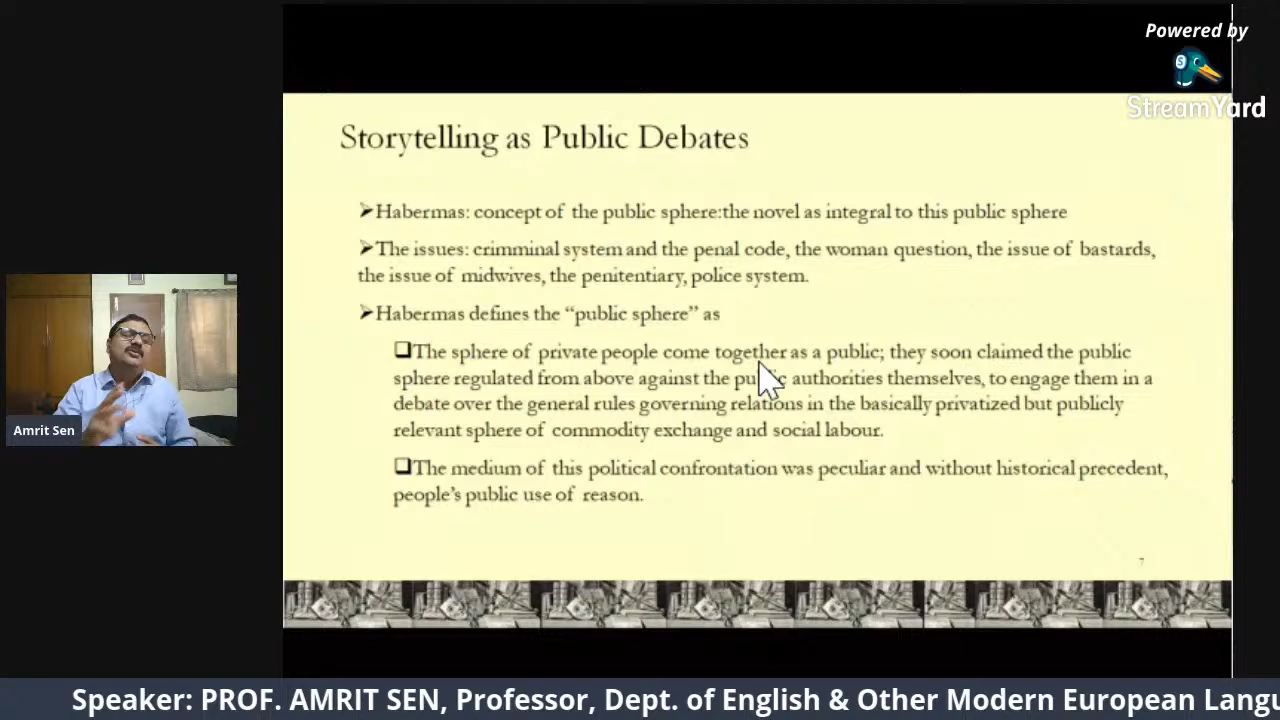 Powered by
StreamYard
Storytelling as Public Debates
➤Habermas: concept of the public sphere:the novel as integral to this public sphere
➤The issues: crimminal system and the penal code, the woman question, the issue of bastards,
the issue of midwives, the penitentiary, police system.
➤Habermas defines the “public sphere” as
❑The sphere of private people come together as a public; they soon claimed the public
sphere regulated from above against the public authorities themselves, to engage them in a
debate over the general rules governing relations in the basically privatized but publicly
relevant sphere of commodity exchange and social labour.
❑The medium of this political confrontation was peculiar and without historical precedent,
people’s public use of reason.
7
Amrit Sen
Speaker: PROF. AMRIT SEN, Professor, Dept. of English & Other Modern European Langu